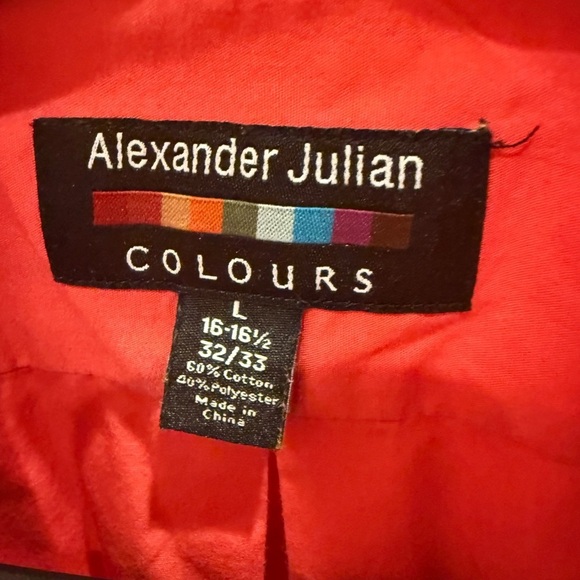 Alexander Julian
COLOURS
L
16-16½
32/33
60% Cotton
40% Polyester
Made in
China